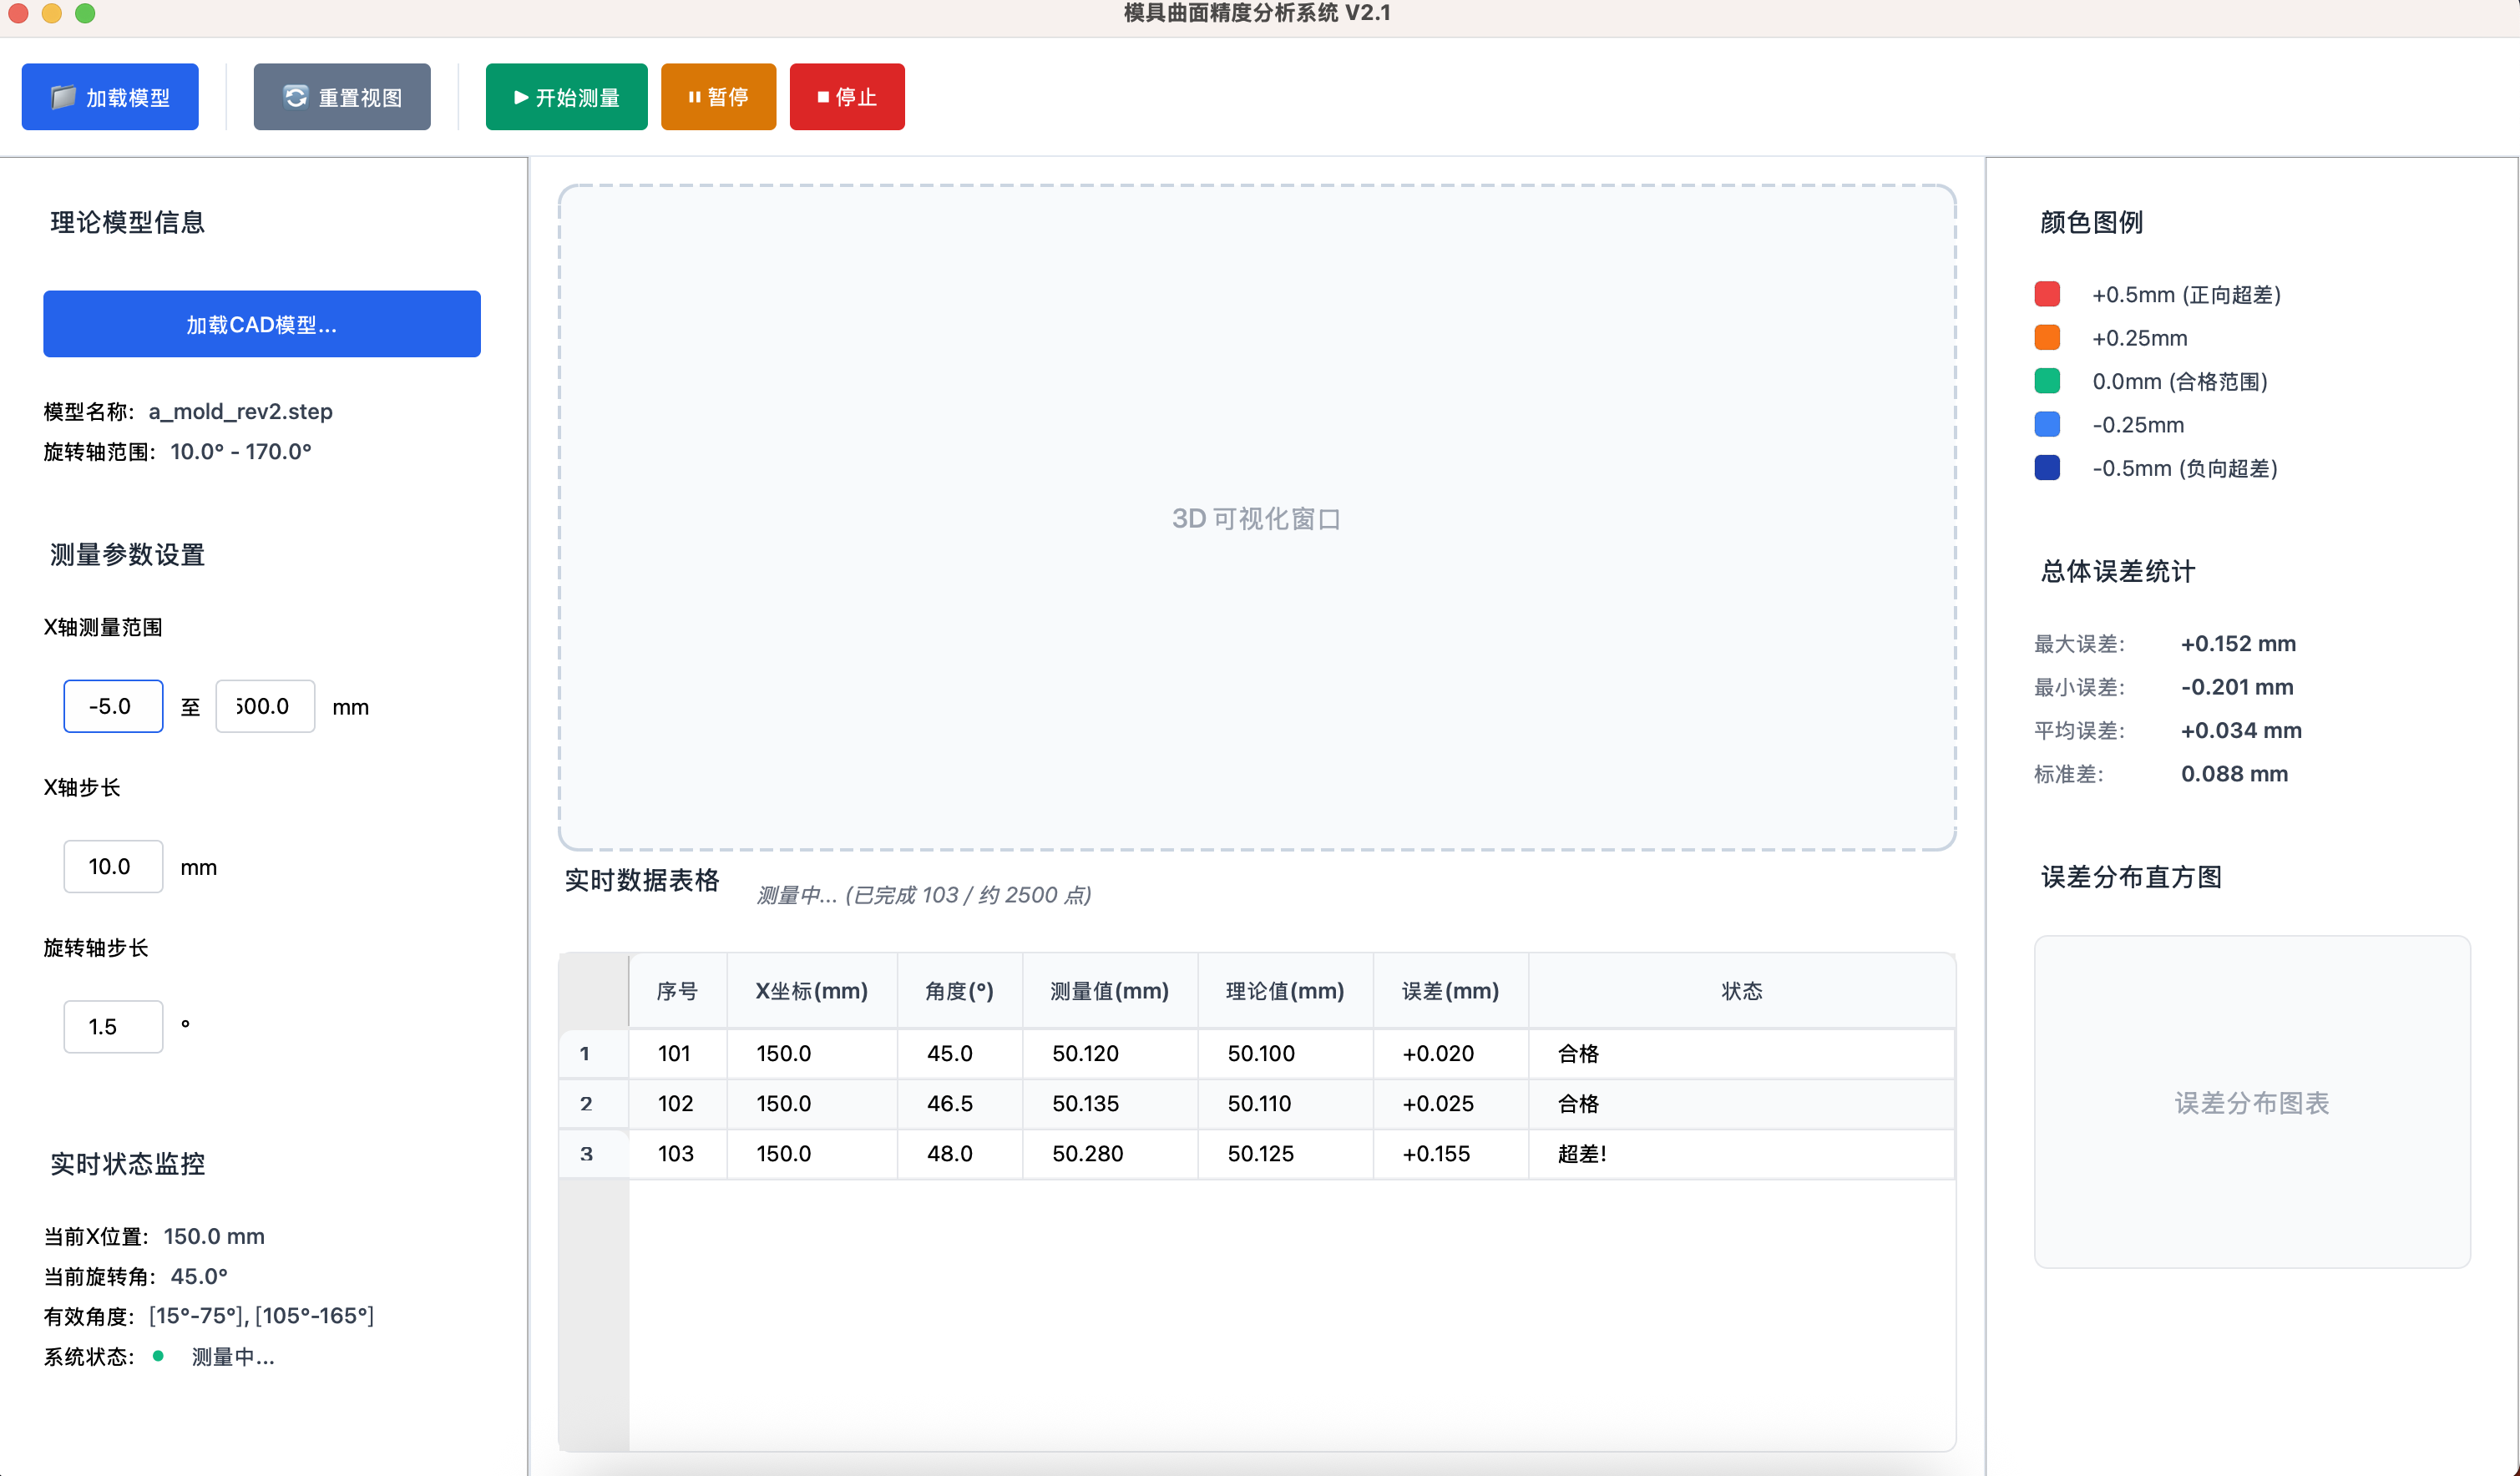 模具曲面精度分析系统 V2.1
加载模型
重置视图
开始测量
暂停
停止
理论模型信息
加载CAD模型...
模型名称: a_mold_rev2.step
旋转轴范围: 10.0° - 170.0°
测量参数设置
X轴测量范围
-5.0 至 500.0 mm
X轴步长
10.0 mm
旋转轴步长
1.5 °
实时状态监控
当前X位置: 150.0 mm
当前旋转角: 45.0°
有效角度: [15°-75°], [105°-165°]
系统状态: 测量中...
3D 可视化窗口
实时数据表格 测量中... (已完成 103 / 约 2500 点)
序号 X坐标(mm) 角度(°) 测量值(mm) 理论值(mm) 误差(mm) 状态
1 101 150.0 45.0 50.120 50.100 +0.020 合格
2 102 150.0 46.5 50.135 50.110 +0.025 合格
3 103 150.0 48.0 50.280 50.125 +0.155 超差!
颜色图例
+0.5mm (正向超差)
+0.25mm
0.0mm (合格范围)
-0.25mm
-0.5mm (负向超差)
总体误差统计
最大误差: +0.152 mm
最小误差: -0.201 mm
平均误差: +0.034 mm
标准差: 0.088 mm
误差分布直方图
误差分布图表